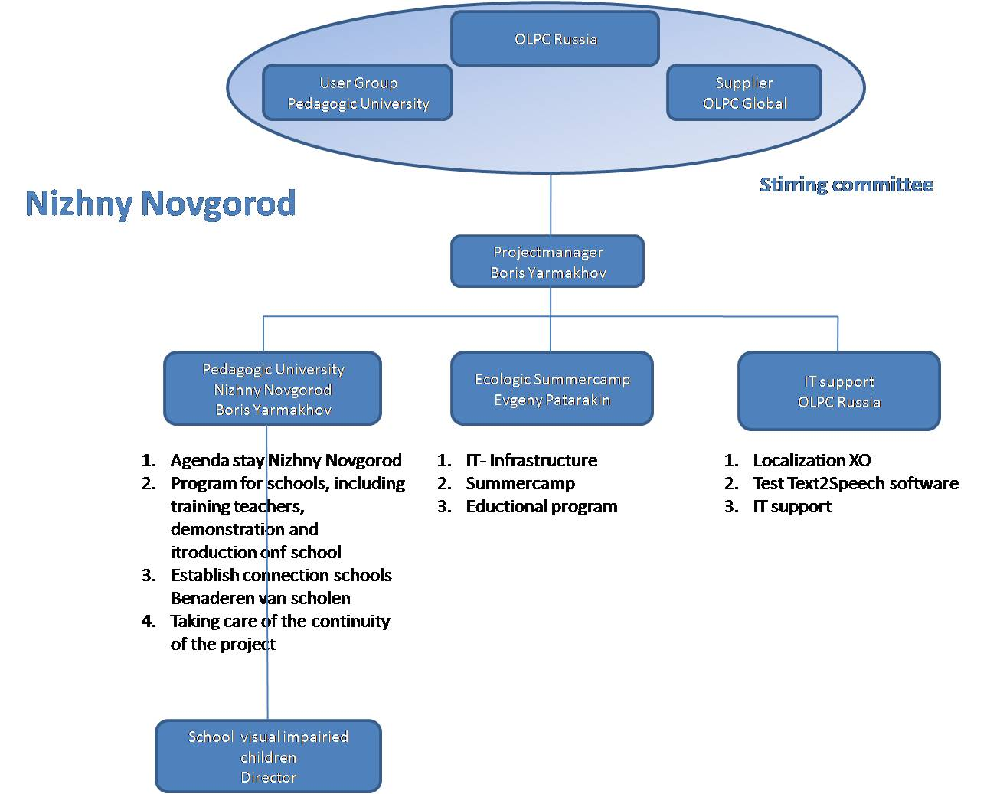 OLPC Russia
User Group
Pedagogic University
Supplier
OLPC Global
Stirring committee
Nizhny Novgorod
Projectmanager
Boris Yarmakhov
Pedagogic University
Nizhny Novgorod
Boris Yarmakhov
Ecologic Summercamp
Evgeny Patarakin
IT support
OLPC Russia
1. Agenda stay Nizhny Novgorod
2. Program for schools, including
training teachers,
demonstration and
itroduction onf school
3. Establish connection schools
Benaderen van scholen
4. Taking care of the continuity
of the project
1. IT- Infrastructure
2. Summercamp
3. Eductional program
1. Localization XO
2. Test Text2Speech software
3. IT support
School visual impairied
children
Director